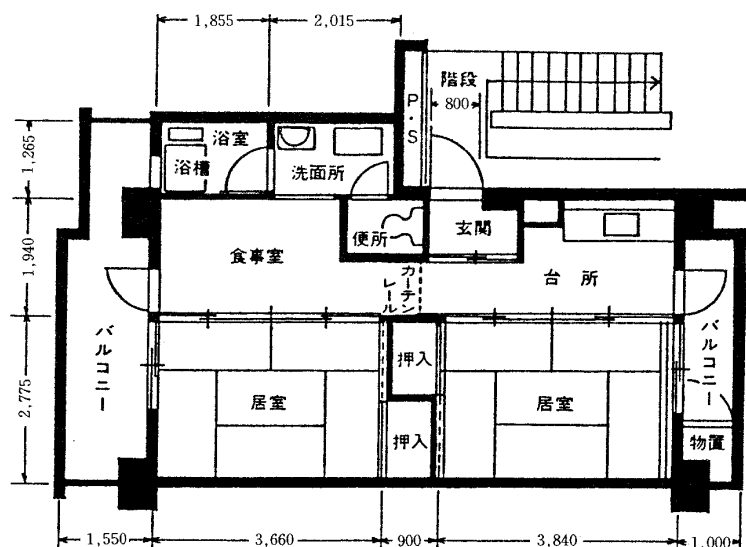 1,855
2,015
階段
800
P・S
1,265
浴室
浴槽
洗面所
1,940
便所
玄関
食事室
カーテン
レール
台所
バルコニー
バルコニー
2,775
押入
居室
居室
押入
物置
1,550
3,660
900
3,840
1,000